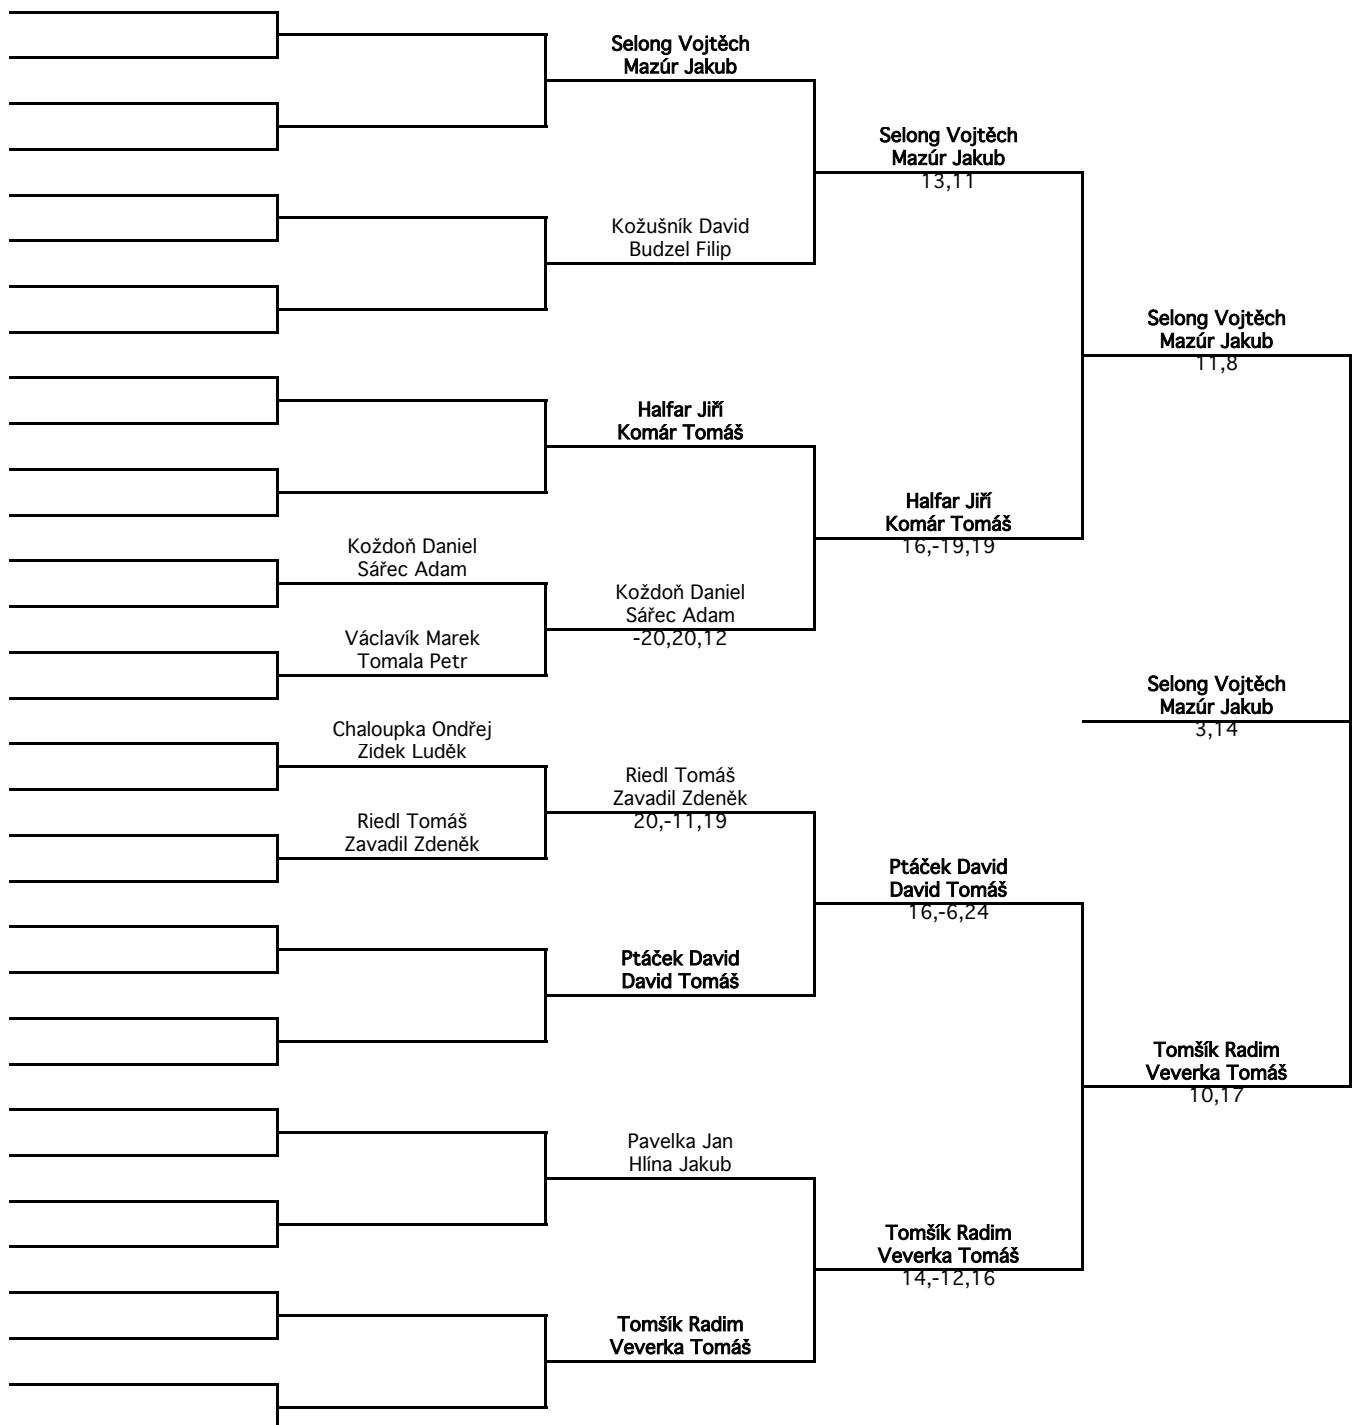 Selong Vojtěch
Mazúr Jakub
Selong Vojtěch
Mazúr Jakub
13,11
Kožušník David
Budzel Filip
Selong Vojtěch
Mazúr Jakub
11,8
Halfar Jiří
Komár Tomáš
Halfar Jiří
Komár Tomáš
16,-19,19
Koždoň Daniel
Sářec Adam
Koždoň Daniel
Sářec Adam
-20,20,12
Václavík Marek
Tomala Petr
Selong Vojtěch
Mazúr Jakub
3,14
Chaloupka Ondřej
Zidek Luděk
Riedl Tomáš
Zavadil Zdeněk
20,-11,19
Riedl Tomáš
Zavadil Zdeněk
Ptáček David
David Tomáš
16,-6,24
Ptáček David
David Tomáš
Tomšík Radim
Veverka Tomáš
10,17
Pavelka Jan
Hlína Jakub
Tomšík Radim
Veverka Tomáš
14,-12,16
Tomšík Radim
Veverka Tomáš